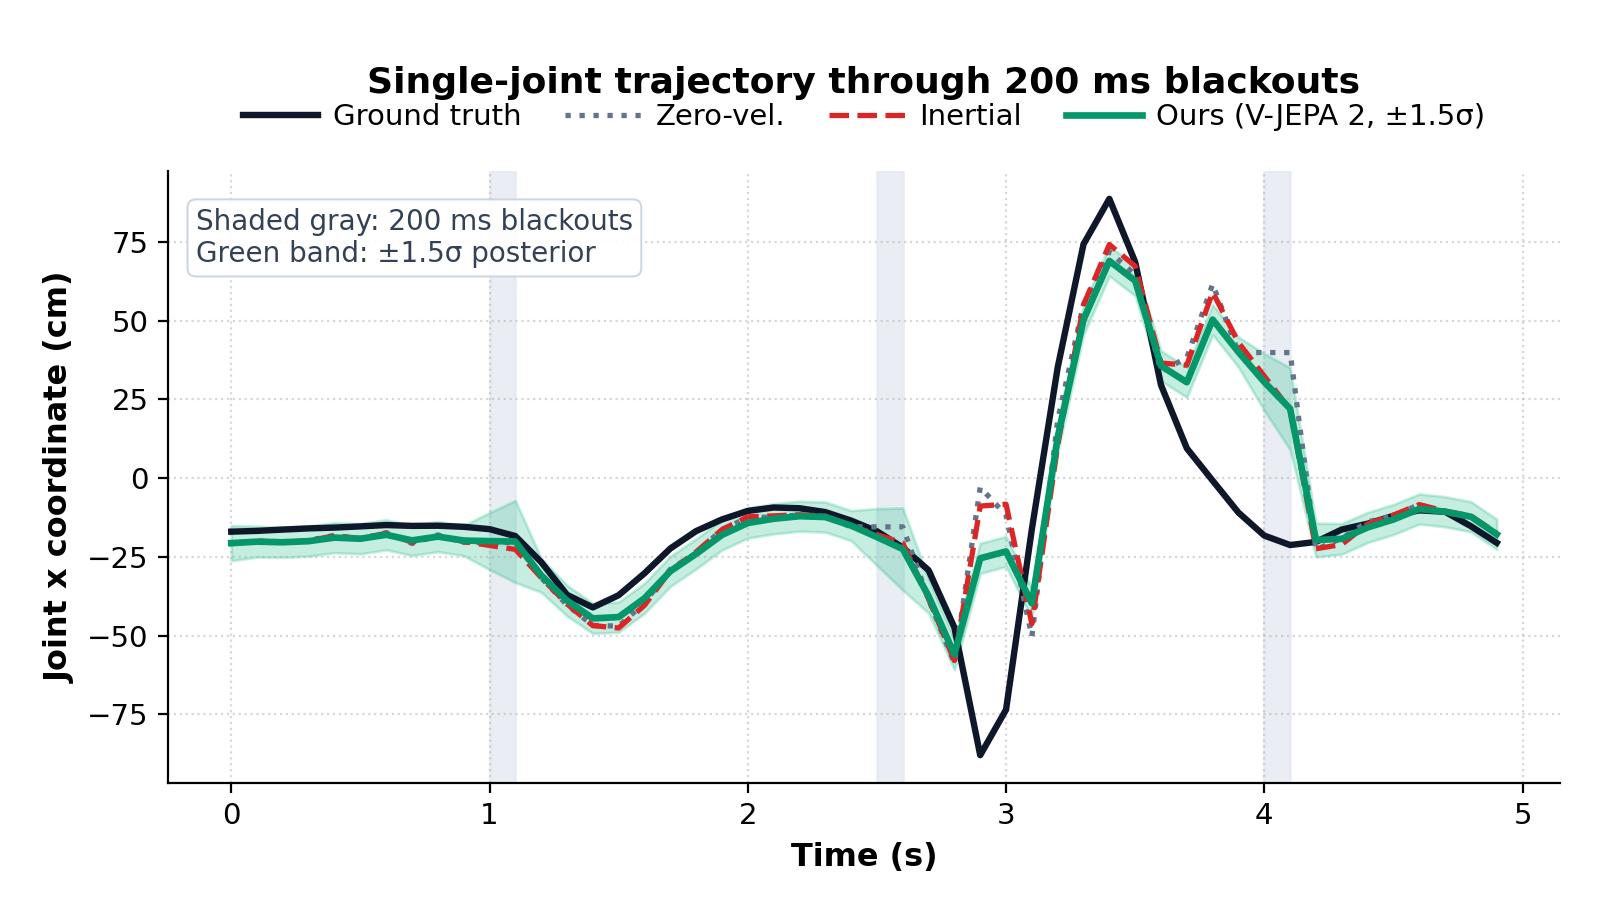 Single-joint trajectory through 200 ms blackouts
Ground truth Zero-vel. Inertial Ours (V-JEPA 2, ±1.5σ)
Shaded gray: 200 ms blackouts
Green band: ±1.5σ posterior
75
50
25
0
−25
−50
−75
Joint x coordinate (cm)
0 1 2 3 4 5
Time (s)